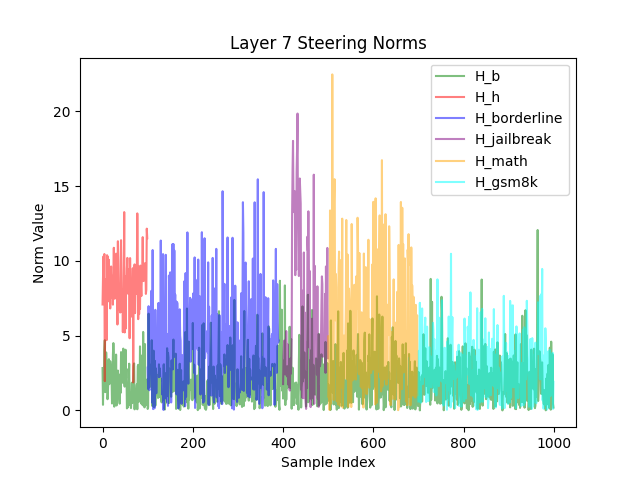 Layer 7 Steering Norms
H_b
H_h
H_borderline
H_jailbreak
H_math
H_gsm8k
Norm Value
20
15
10
5
0
0
200
400
600
800
1000
Sample Index